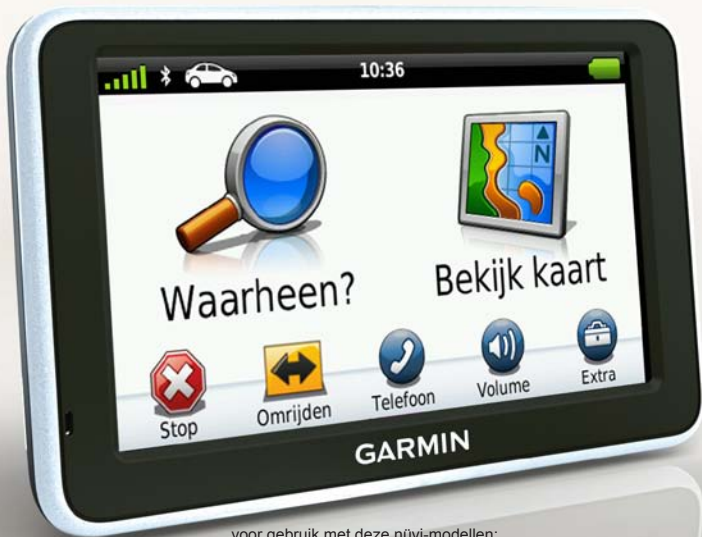 10:36
N
Waarheen?
Bekijk kaart
Stop
Omrijden
Telefoon
Volume
Extra
GARMIN
voor gebruik met deze nüvi-modellen: